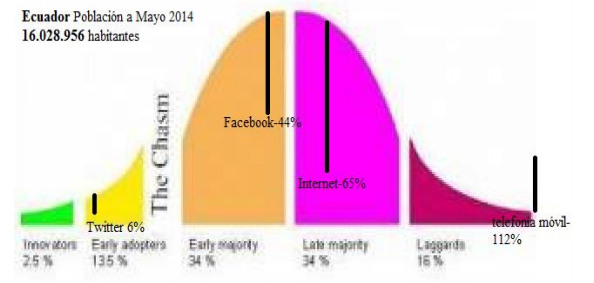 Ecuador Población a Mayo 2014
16.028.956 habitantes
The Chasm
Facebook-44%
Internet-65%
Twitter 6%
telefonía móvil-
112%
Innovators
2.5 %
Early adopters
13.5 %
Early majority
34 %
Late majority
34 %
Laggards
16 %